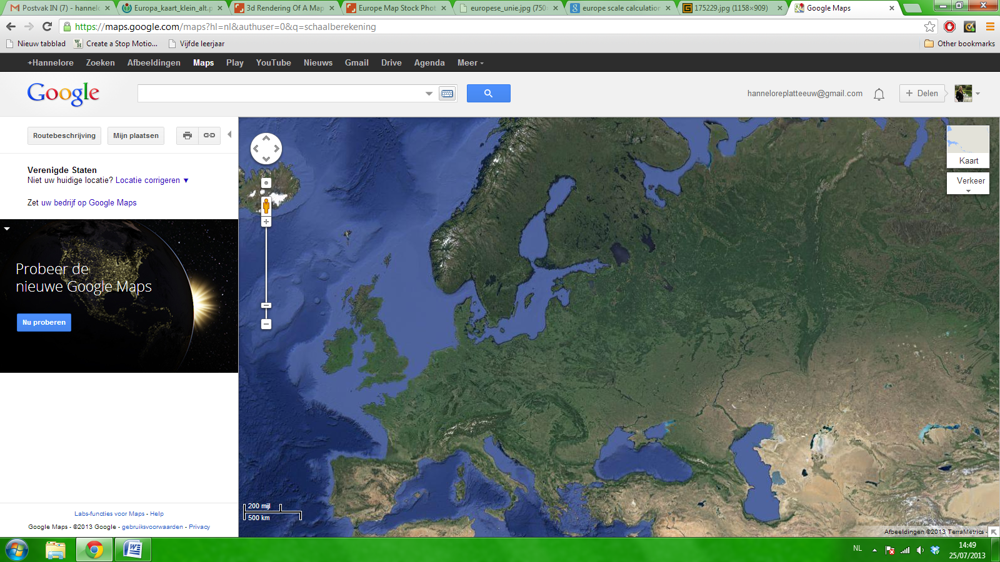 Postvak IN (7) - hannel
Europa_kaart_klein_alt.p
3d Rendering Of A Map
Europe Map Stock Phot
europese_unie.jpg (750
europe scale calculation
175229.jpg (1158×909)
Google Maps
https://maps.google.com/maps?hl=nl&authuser=0&q=schaalberekening
Nieuw tabblad
Create a Stop Motio...
Vijfde leerjaar
Other bookmarks
+Hannelore Zoeken Afbeeldingen Maps Play YouTube Nieuws Gmail Drive Agenda Meer
Google
hanneloreplatteeuw@gmail.com
+ Delen
Routebeschrijving
Mijn plaatsen
Verenigde Staten
Niet uw huidige locatie? Locatie corrigeren ▼
Zet uw bedrijf op Google Maps
Probeer de
nieuwe Google Maps
Nu proberen
Kaart
Verkeer
200 mijl
500 km
Labs-functies voor Maps - Help
Google Maps - ©2013 Google - gebruiksvoorwaarden - Privacy
Afbeeldingen ©2013 TerraMetrics -
NL
14:49
25/07/2013